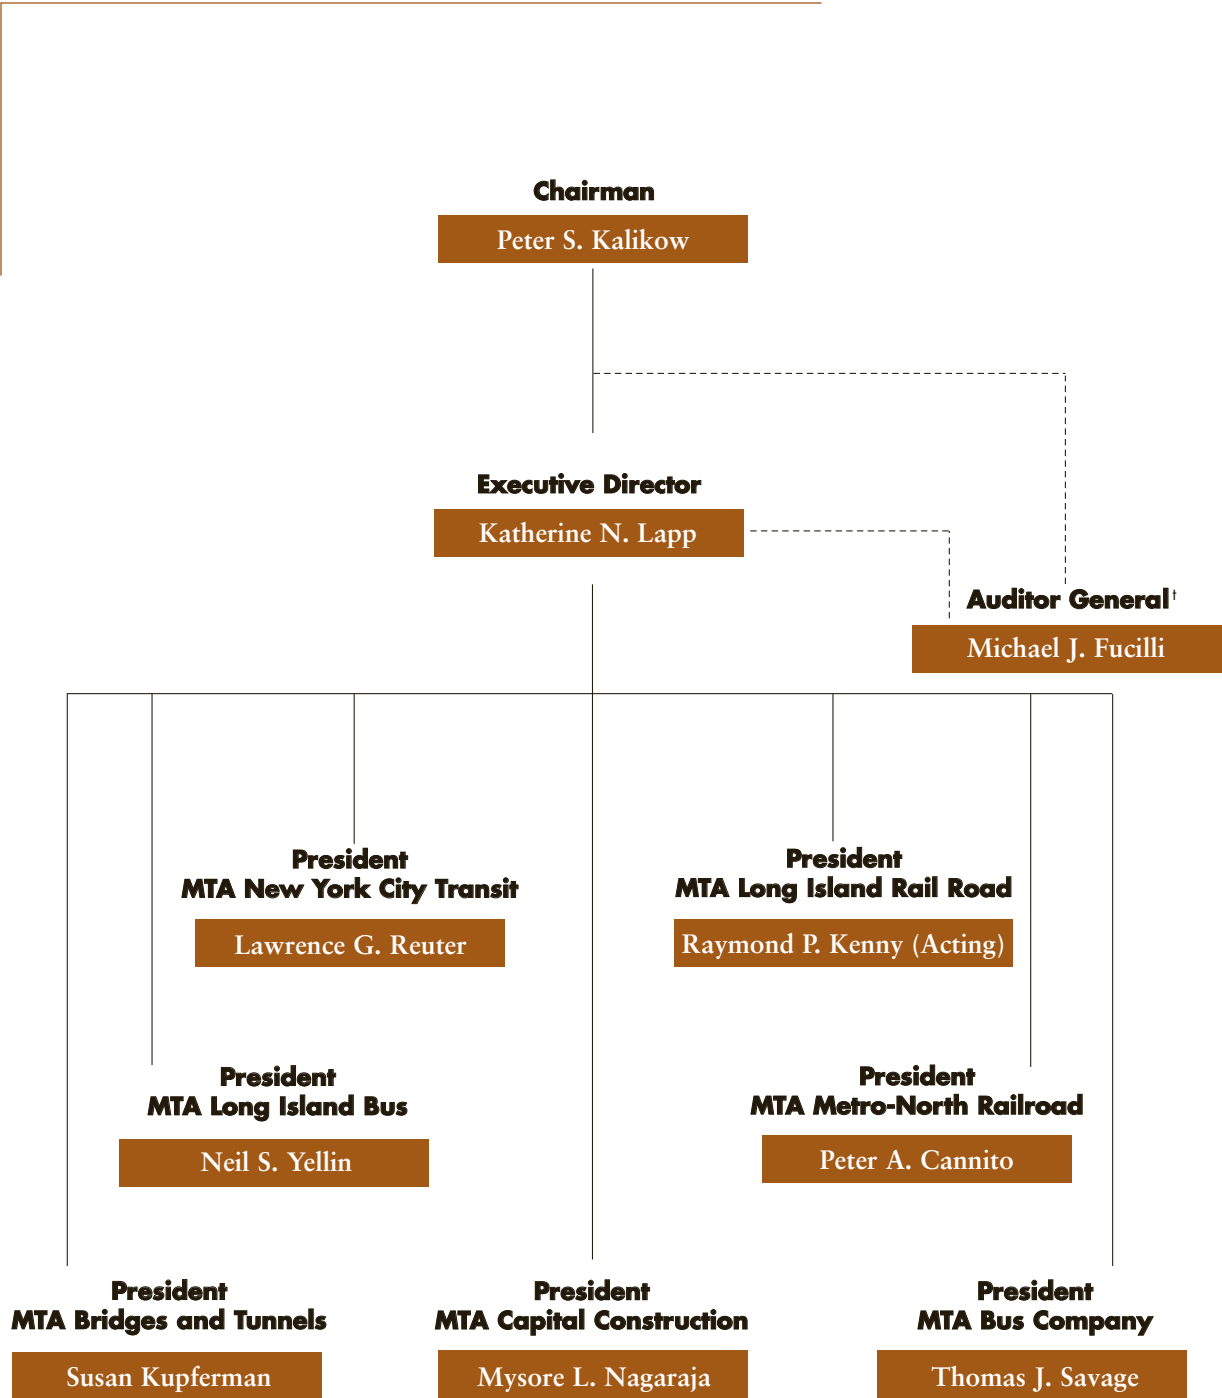 Chairman
Peter S. Kalikow
Executive Director
Katherine N. Lapp
Auditor General†
Michael J. Fucilli
President
MTA New York City Transit
Lawrence G. Reuter
President
MTA Long Island Rail Road
Raymond P. Kenny (Acting)
President
MTA Long Island Bus
Neil S. Yellin
President
MTA Metro-North Railroad
Peter A. Cannito
President
MTA Bridges and Tunnels
Susan Kupferman
President
MTA Capital Construction
Mysore L. Nagaraja
President
MTA Bus Company
Thomas J. Savage